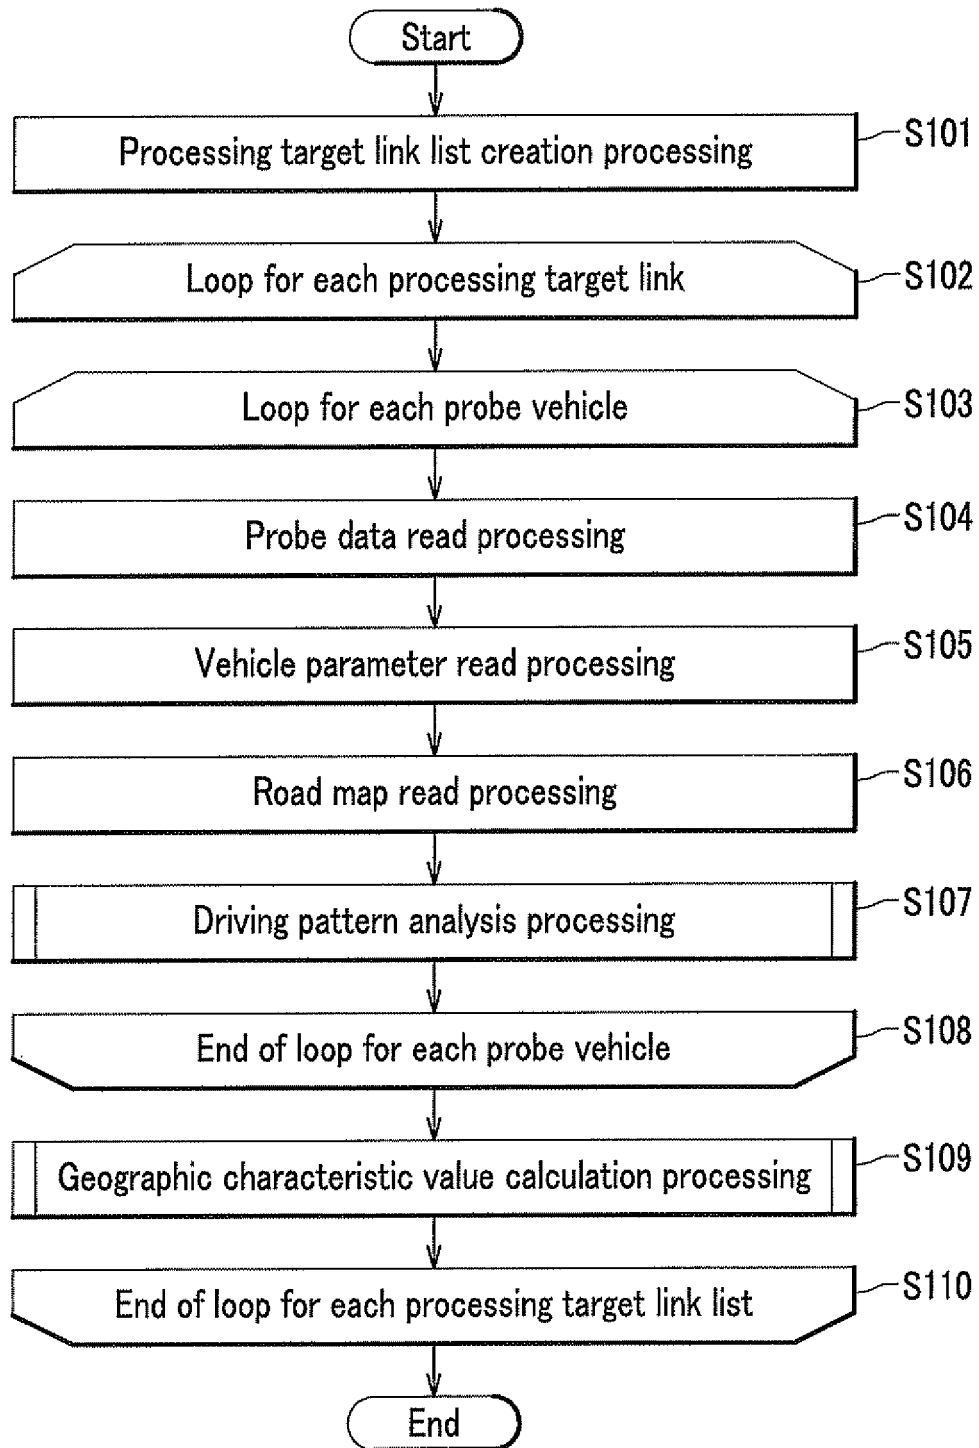 Start
Processing target link list creation processing
S101
Loop for each processing target link
S102
Loop for each probe vehicle
S103
Probe data read processing
S104
Vehicle parameter read processing
S105
Road map read processing
S106
Driving pattern analysis processing
S107
End of loop for each probe vehicle
S108
Geographic characteristic value calculation processing
S109
End of loop for each processing target link list
S110
End